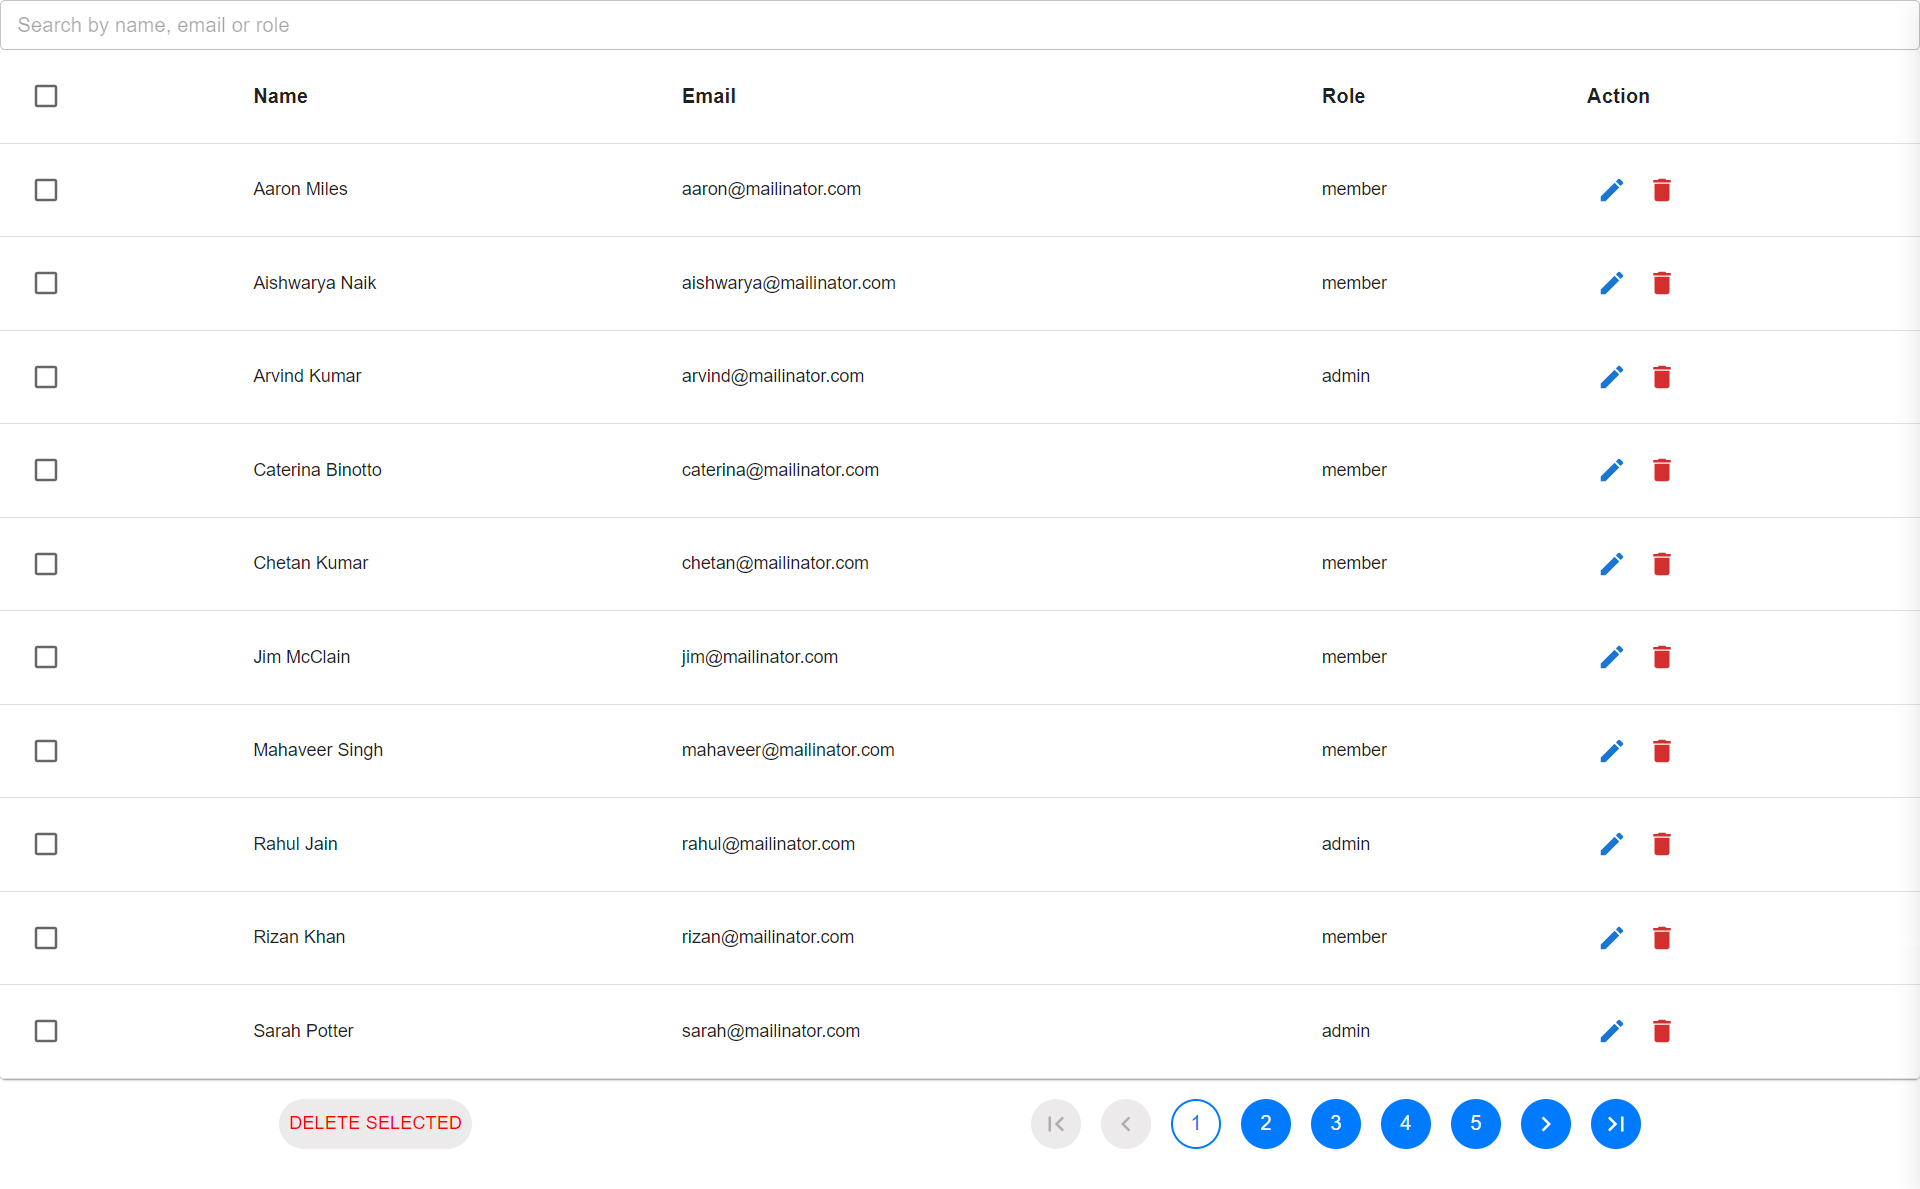 Search by name, email or role
Name Email Role Action
Aaron Miles aaron@mailinator.com member
Aishwarya Naik aishwarya@mailinator.com member
Arvind Kumar arvind@mailinator.com admin
Caterina Binotto caterina@mailinator.com member
Chetan Kumar chetan@mailinator.com member
Jim McClain jim@mailinator.com member
Mahaveer Singh mahaveer@mailinator.com member
Rahul Jain rahul@mailinator.com admin
Rizan Khan rizan@mailinator.com member
Sarah Potter sarah@mailinator.com admin
DELETE SELECTED 1 2 3 4 5